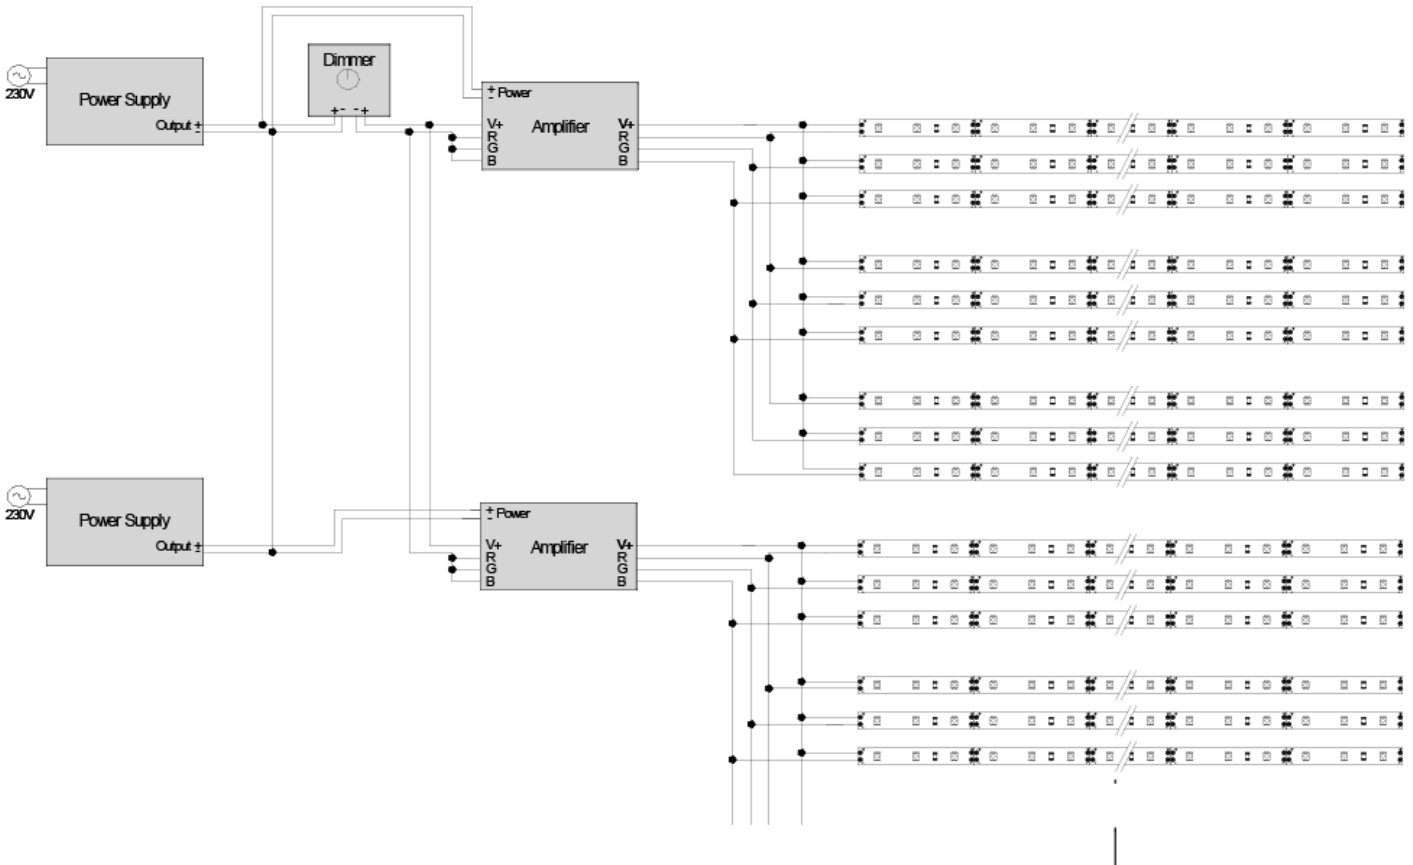 Dimmer
+- -+
230V
Power Supply
Output +
-
+ Power
-
Amplifier
V+
R
G
B
V+
R
G
B
230V
Power Supply
Output +
-
+ Power
-
Amplifier
V+
R
G
B
V+
R
G
B